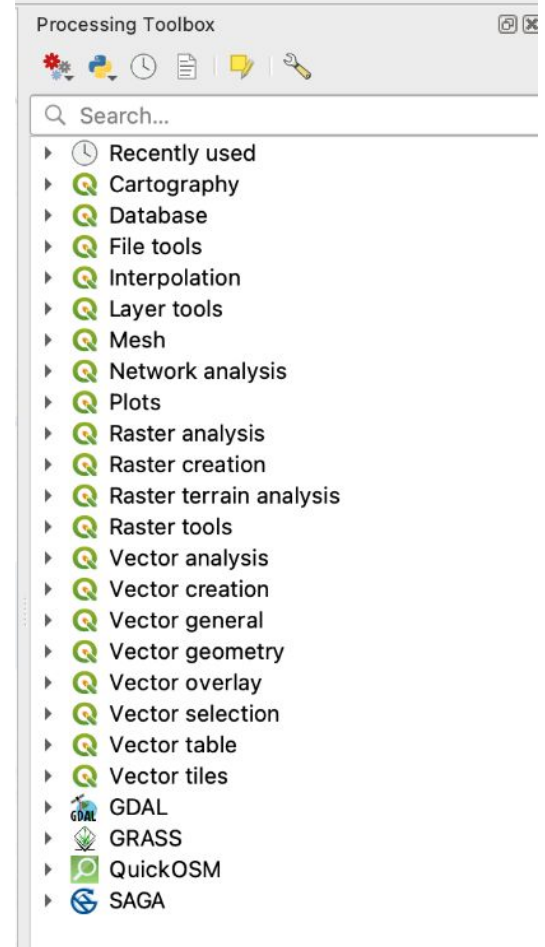 Processing Toolbox
Search...
Recently used
Cartography
Database
File tools
Interpolation
Layer tools
Mesh
Network analysis
Plots
Raster analysis
Raster creation
Raster terrain analysis
Raster tools
Vector analysis
Vector creation
Vector general
Vector geometry
Vector overlay
Vector selection
Vector table
Vector tiles
GDAL GDAL
GRASS
QuickOSM
SAGA